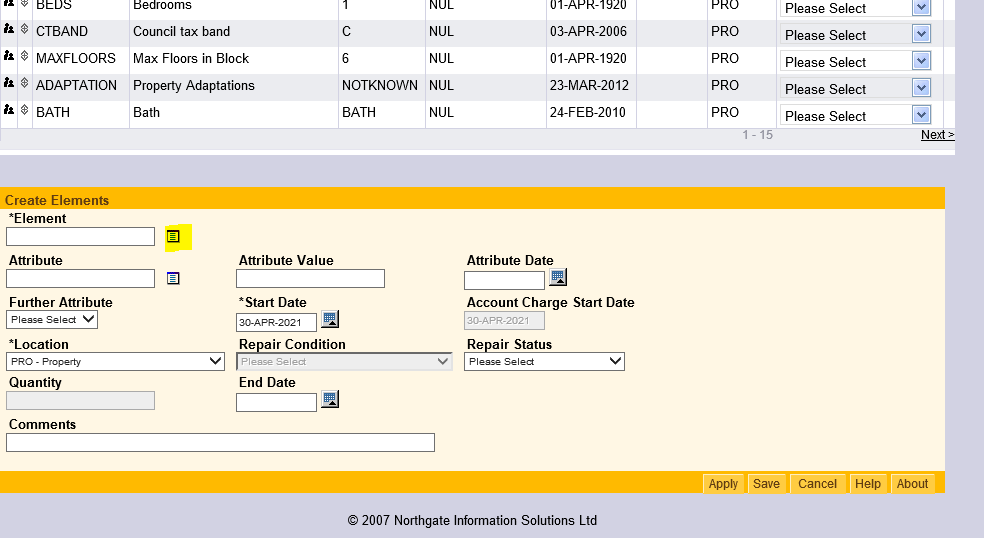 BEDS Bedrooms 1 NUL 01-APR-1920 PRO Please Select
CTBAND Council tax band C NUL 03-APR-2006 PRO Please Select
MAXFLOORS Max Floors in Block 6 NUL 01-APR-1920 PRO Please Select
ADAPTATION Property Adaptations NOTKNOWN NUL 23-MAR-2012 PRO Please Select
BATH Bath BATH NUL 24-FEB-2010 PRO Please Select
1 - 15 Next >
Create Elements
*Element
Attribute Attribute Value Attribute Date
Further Attribute *Start Date Account Charge Start Date
Please Select 30-APR-2021 30-APR-2021
*Location Repair Condition Repair Status
PRO - Property Please Select Please Select
Quantity End Date
Comments
Apply Save Cancel Help About
© 2007 Northgate Information Solutions Ltd